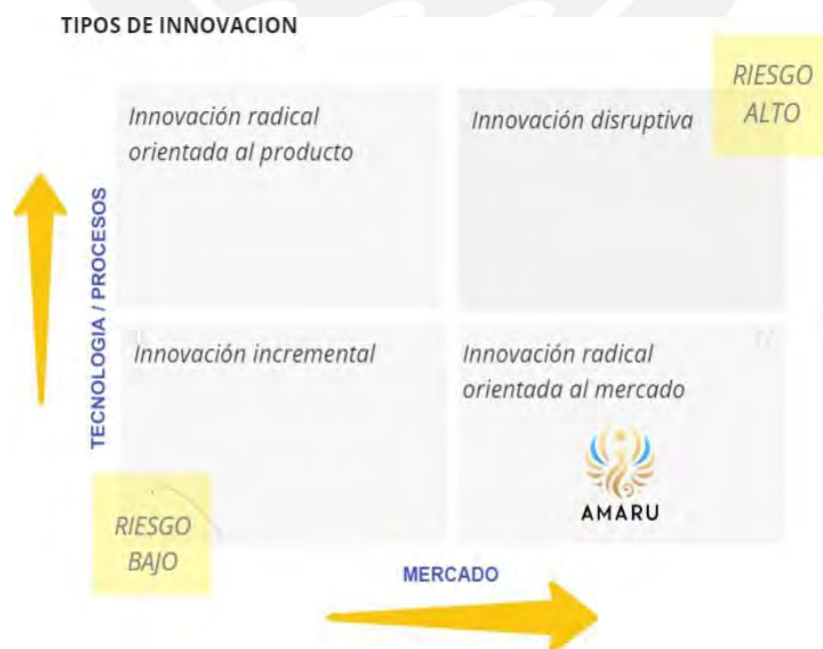 TIPOS DE INNOVACION
RIESGO
ALTO
Innovación radical
orientada al producto
Innovación disruptiva
TECNOLOGIA / PROCESOS
Innovación incremental
Innovación radical
orientada al mercado
AMARU
RIESGO
BAJO
MERCADO